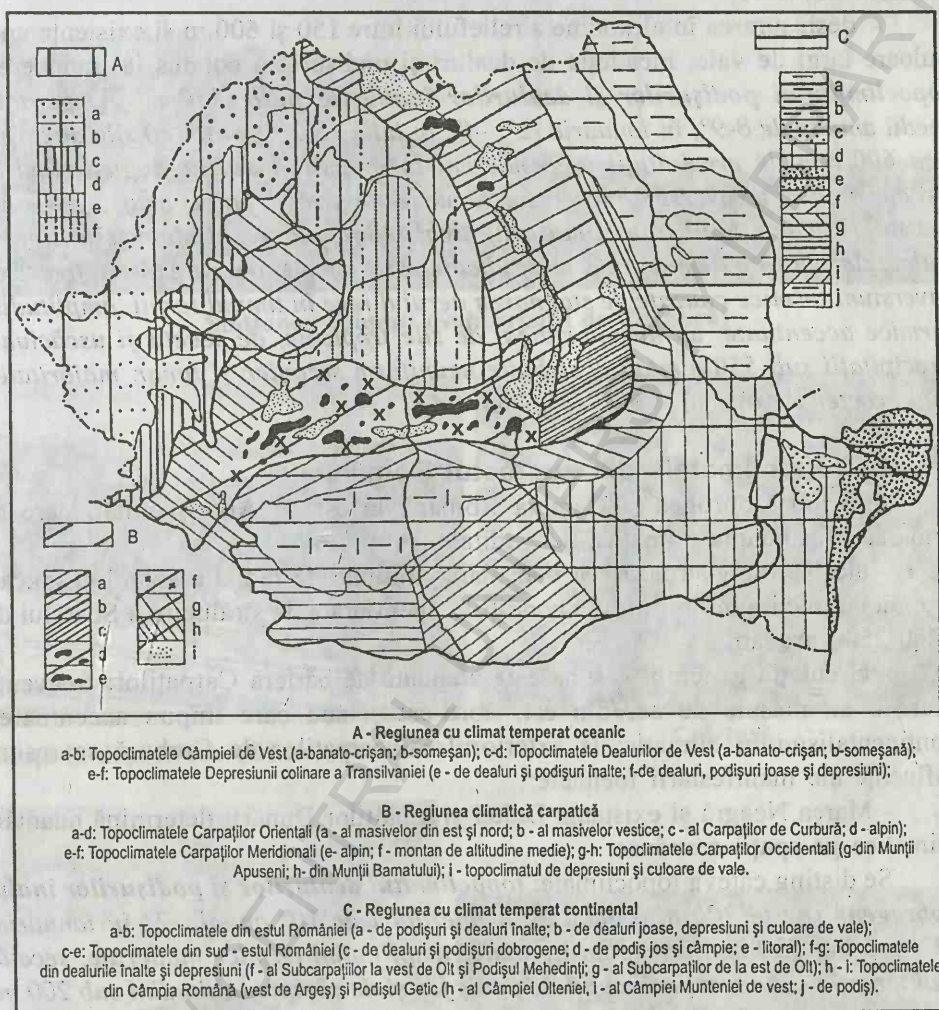 A
a
b
c
d
e
f
C
a
b
c
d
e
f
g
h
i
j
B
a
b
c
d
e
f
g
h
i
A - Regiunea cu climat temperat oceanic
a-b: Topoclimatele Câmpiei de Vest (a-banato-crişan; b-someşan); c-d: Topoclimatele Dealurilor de Vest (a-banato-crişan; b-someşană);
e-f: Topoclimatele Depresiunii colinare a Transilvaniei (e - de dealuri şi podişuri înalte; f-de dealuri, podişuri joase şi depresiuni);
B - Regiunea climatică carpatică
a-d: Topoclimatele Carpaţilor Orientali (a - al masivelor din est şi nord; b - al masivelor vestice; c - al Carpaţilor de Curbură; d - alpin);
e-f: Topoclimatele Carpaţilor Meridionali (e- alpin; f - montan de altitudine medie); g-h: Topoclimatele Carpaţilor Occidentali (g-din Munţii
Apuseni; h- din Munţii Bamatului); i - topoclimatul de depresiuni şi culoare de vale.
C - Regiunea cu climat temperat continental
a-b: Topoclimatele din estul României (a - de podişuri şi dealuri înalte; b - de dealuri joase, depresiuni şi culoare de vale);
c-e: Topoclimatele din sud - estul României (c - de dealuri şi podişuri dobrogene; d - de podiş jos şi câmpie; e - litoral); f-g: Topoclimatele
din dealurile înalte şi depresiuni (f - al Subcarpaţilor la vest de Olt şi Podişul Mehedinţi; g - al Subcarpaţilor de la est de Olt); h - i: Topoclimatele
din Câmpia Română (vest de Argeş) şi Podişul Getic (h - al Câmpiei Olteniei, i - al Câmpiei Munteniei de vest; j - de podiş).